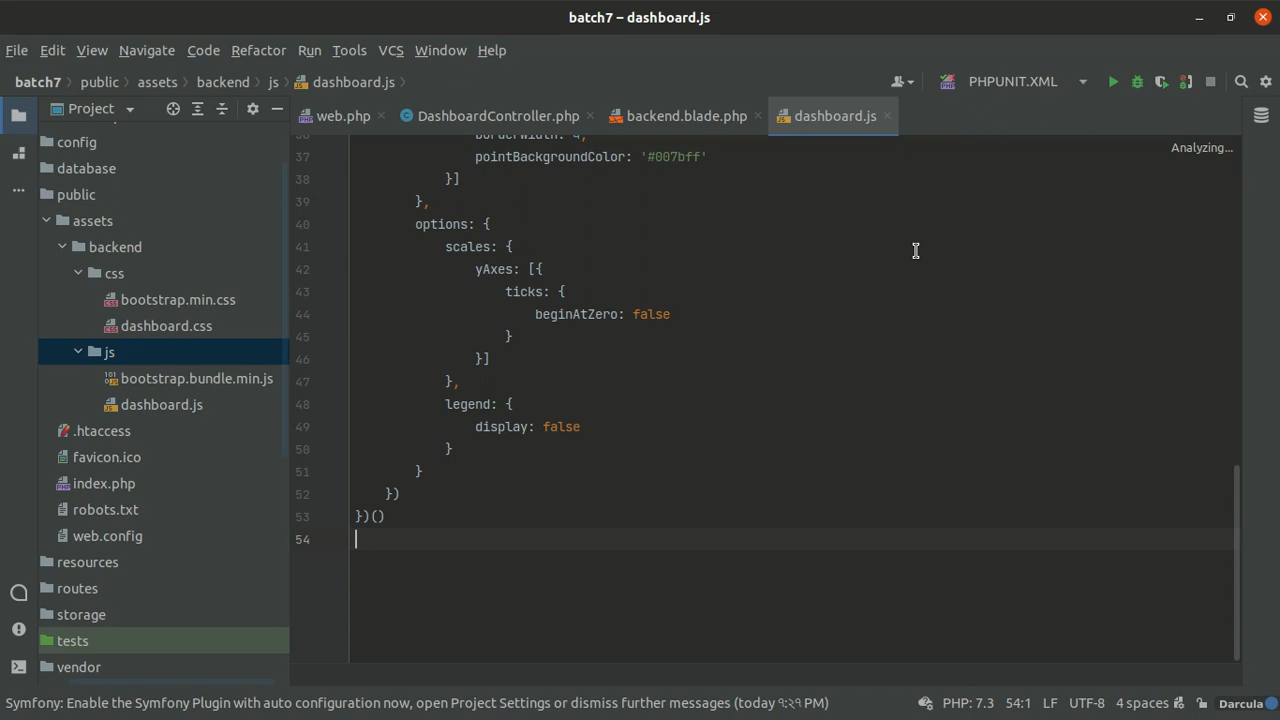 batch7 – dashboard.js
File Edit View Navigate Code Refactor Run Tools VCS Window Help
batch7 public assets backend js dashboard.js PHPUNIT.XML
Project
web.php DashboardController.php backend.blade.php dashboard.js
Analyzing...
config
database
public
assets
backend
css
bootstrap.min.css
dashboard.css
js
bootstrap.bundle.min.js
dashboard.js
.htaccess
favicon.ico
index.php
robots.txt
web.config
resources
routes
storage
tests
vendor
36 borderWidth: 4,
37 pointBackgroundColor: '#007bff'
38 }]
39 },
40 options: {
41 scales: {
42 yAxes: [{
43 ticks: {
44 beginAtZero: false
45 }
46 }]
47 },
48 legend: {
49 display: false
50 }
51 }
52 })
53 })()
54
Symfony: Enable the Symfony Plugin with auto configuration now, open Project Settings or dismiss further messages (today ९:२१ PM) PHP: 7.3 54:1 LF UTF-8 4 spaces Darcula